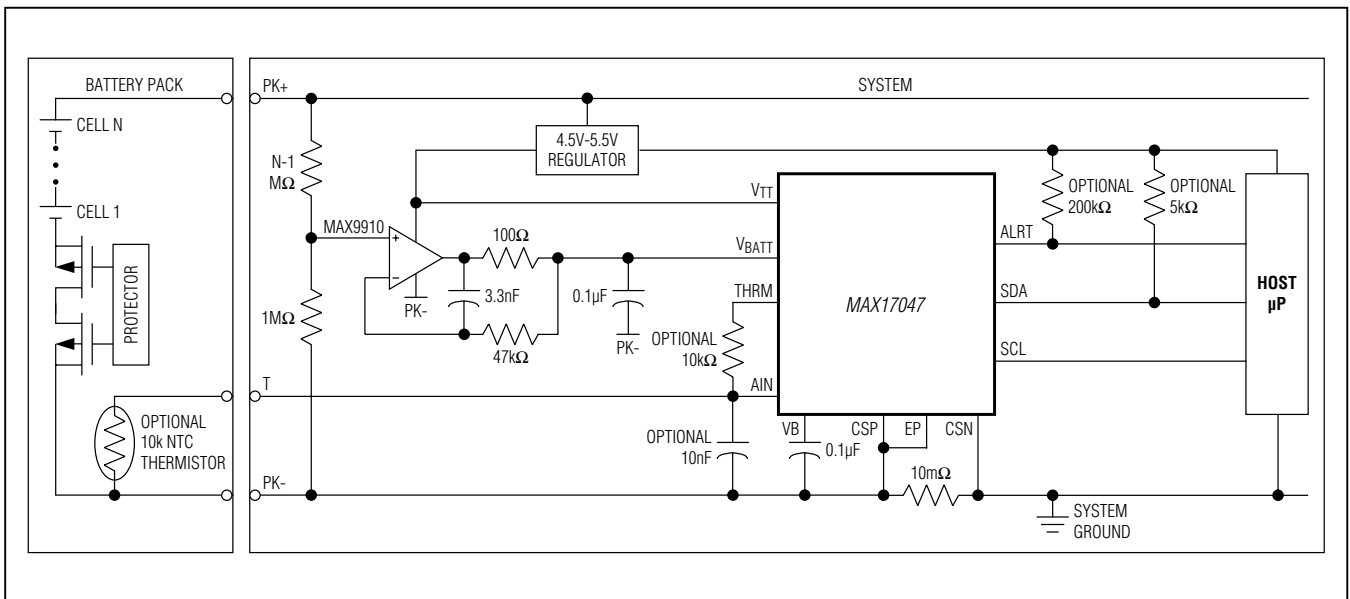 BATTERY PACK
CELL N
CELL 1
PROTECTOR
OPTIONAL
10k NTC
THERMISTOR
PK+
T
PK-
SYSTEM
N-1
MΩ
1MΩ
MAX9910
+
−
PK-
100Ω
3.3nF
47kΩ
0.1µF
PK-
4.5V-5.5V
REGULATOR
VTT
VBATT
THRM
OPTIONAL
10kΩ
AIN
OPTIONAL
10nF
MAX17047
VB
0.1µF
CSP
EP
CSN
10mΩ
OPTIONAL
200kΩ
OPTIONAL
5kΩ
ALRT
SDA
SCL
HOST
µP
SYSTEM
GROUND